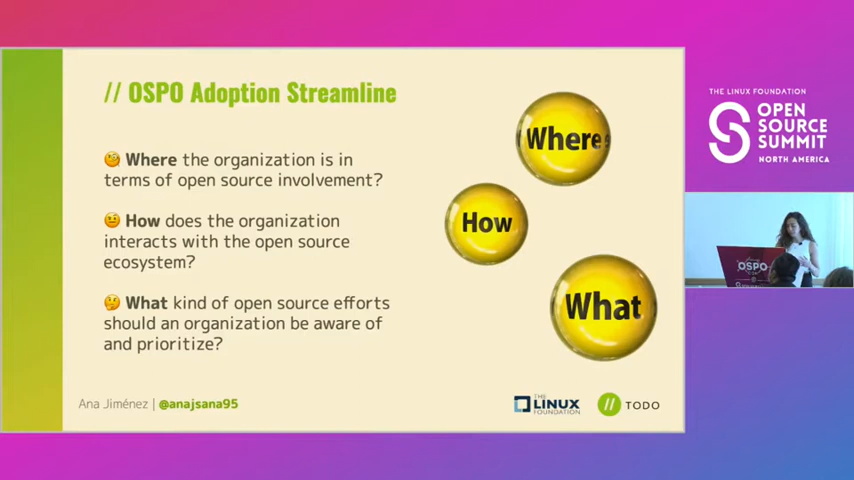 // OSPO Adoption Streamline
🧐 Where the organization is in
terms of open source involvement?
😐 How does the organization
interacts with the open source
ecosystem?
🤔 What kind of open source efforts
should an organization be aware of
and prioritize?
Where
How
What
Ana Jiménez | @anajsana95
THE
LINUX
FOUNDATION
// TODO
THE LINUX FOUNDATION
OPEN
SOURCE
SUMMIT
NORTH AMERICA
OSPO